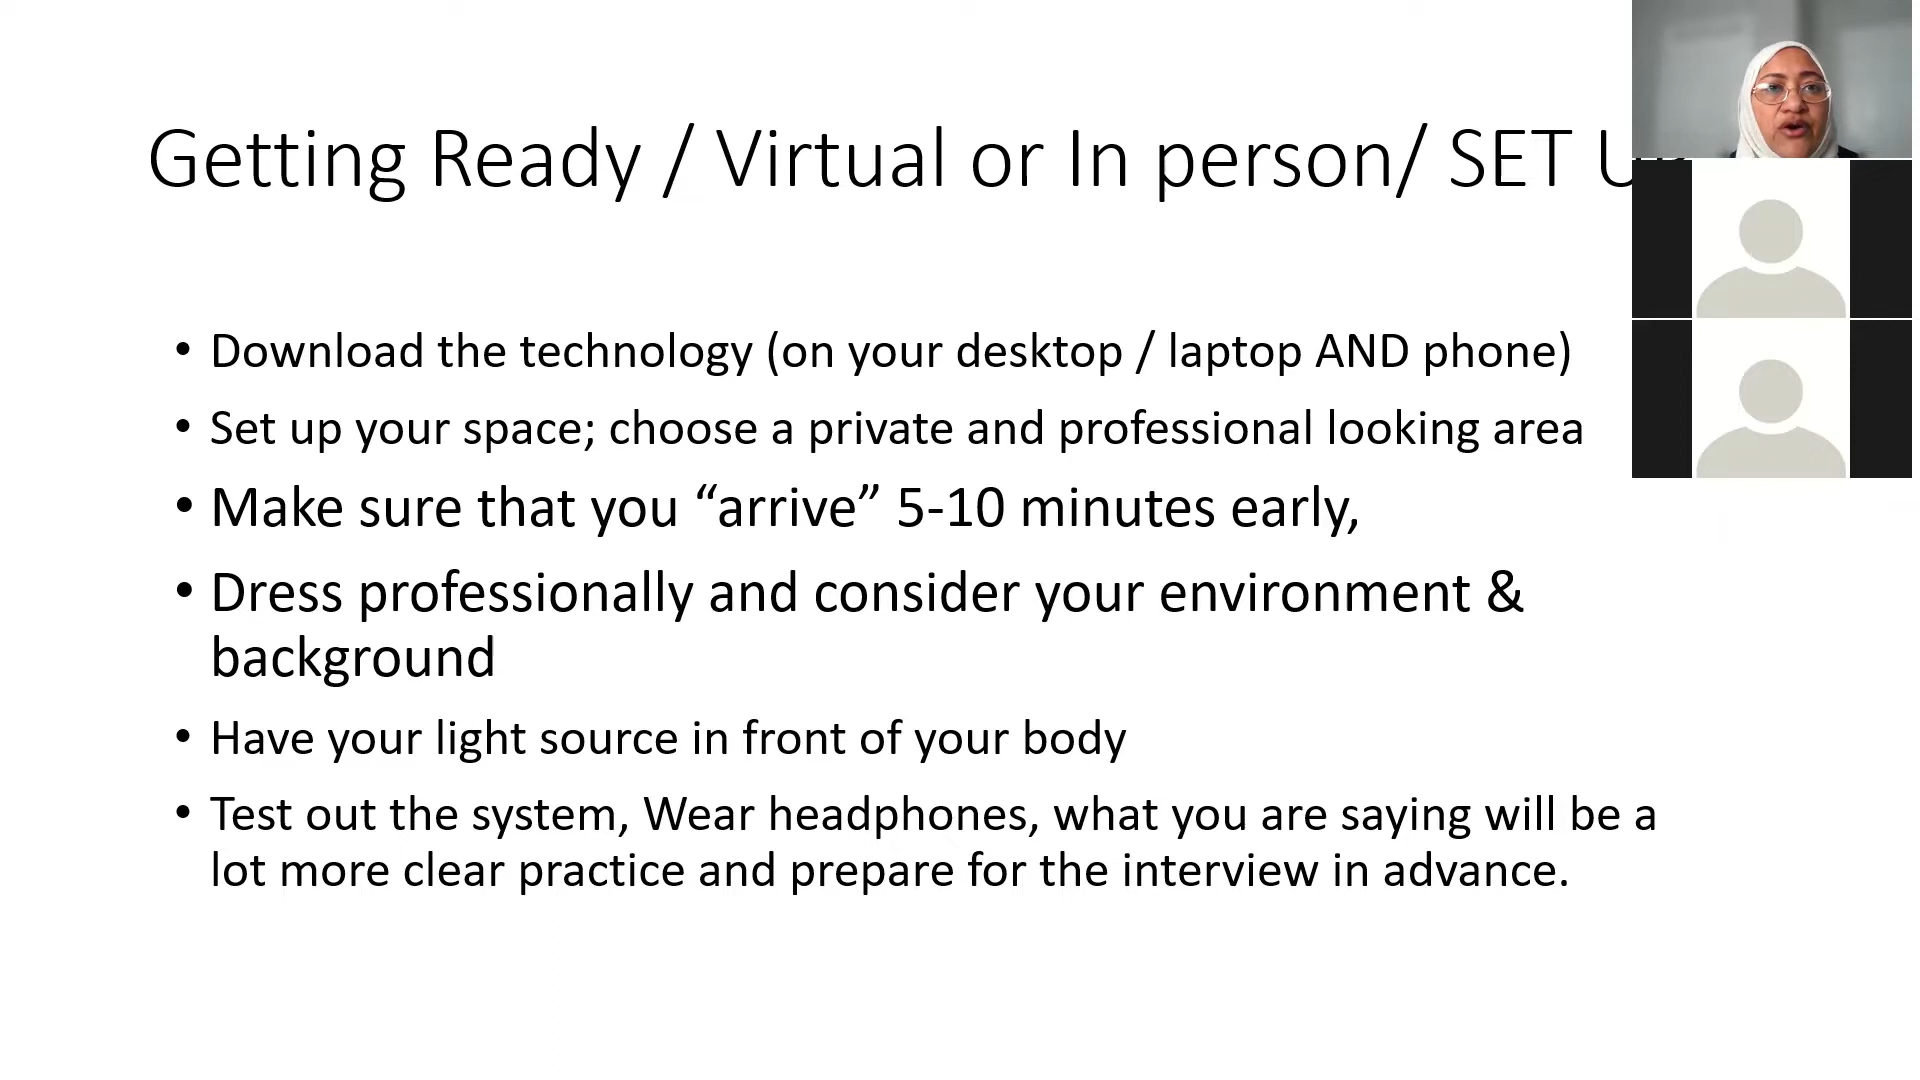 Getting Ready / Virtual or In person/ SET UP
• Download the technology (on your desktop / laptop AND phone)
• Set up your space; choose a private and professional looking area
• Make sure that you “arrive” 5-10 minutes early,
• Dress professionally and consider your environment &
background
• Have your light source in front of your body
• Test out the system, Wear headphones, what you are saying will be a
lot more clear practice and prepare for the interview in advance.